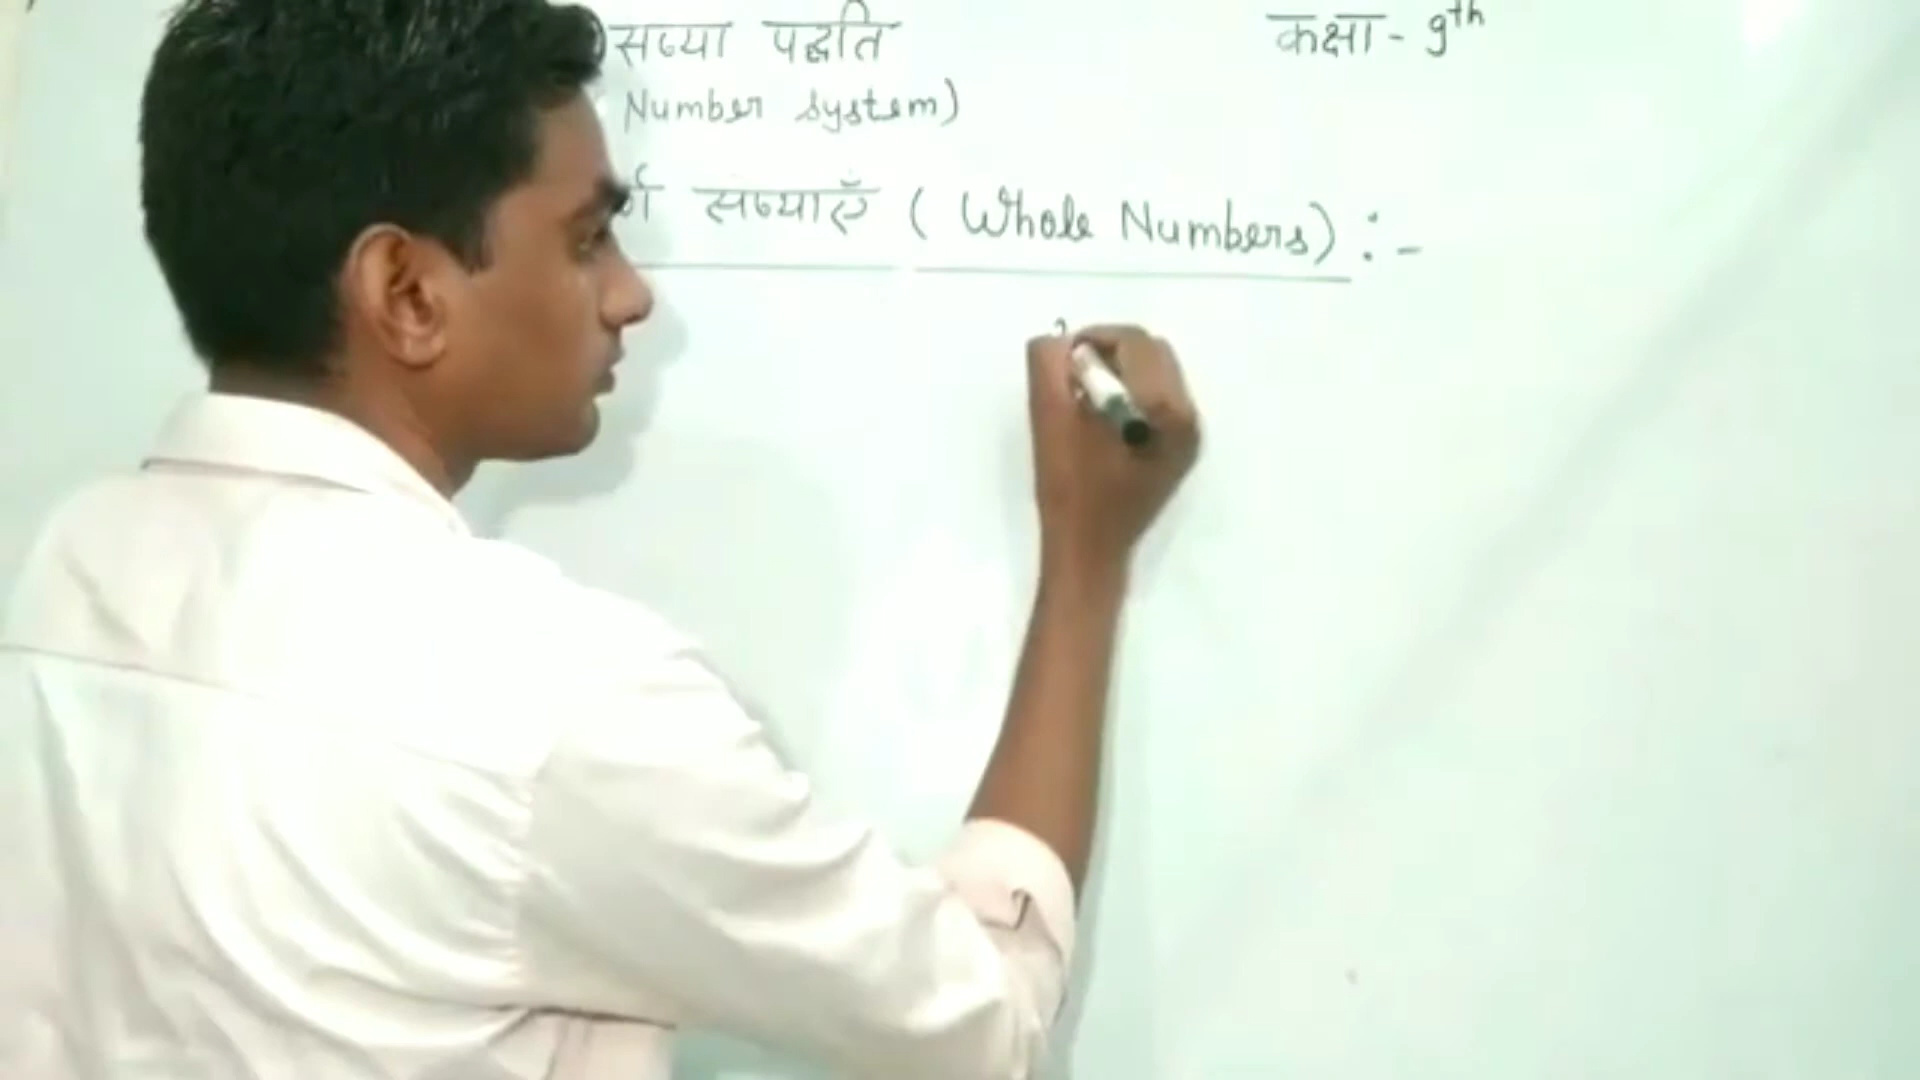 संख्या पद्धति
कक्षा - 9th
Number system)
संख्याएँ ( Whole Numbers) : -